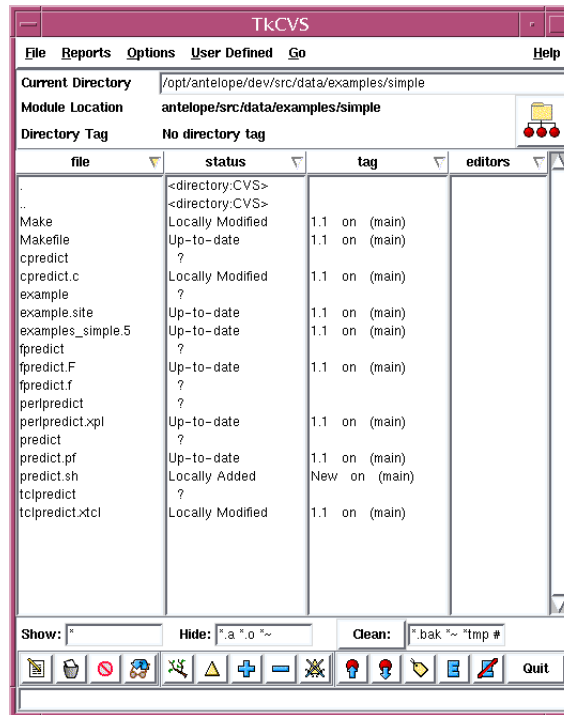 TkCVS
File Reports Options User Defined Go Help
Current Directory /opt/antelope/dev/src/data/examples/simple
Module Location antelope/src/data/examples/simple
Directory Tag No directory tag
file status tag editors
. <directory:CVS>
.. <directory:CVS>
Make Locally Modified 1.1 on (main)
Makefile Up-to-date 1.1 on (main)
cpredict ?
cpredict.c Locally Modified 1.1 on (main)
example ?
example.site Up-to-date 1.1 on (main)
examples_simple.5 Up-to-date 1.1 on (main)
fpredict ?
fpredict.F Up-to-date 1.1 on (main)
fpredict.f ?
perlpredict ?
perlpredict.xpl Up-to-date 1.1 on (main)
predict ?
predict.pf Up-to-date 1.1 on (main)
predict.sh Locally Added New on (main)
tclpredict ?
tclpredict.xtcl Locally Modified 1.1 on (main)
Show: * Hide: *.a *.o *~ Clean: *.bak *~ *tmp #
E Quit